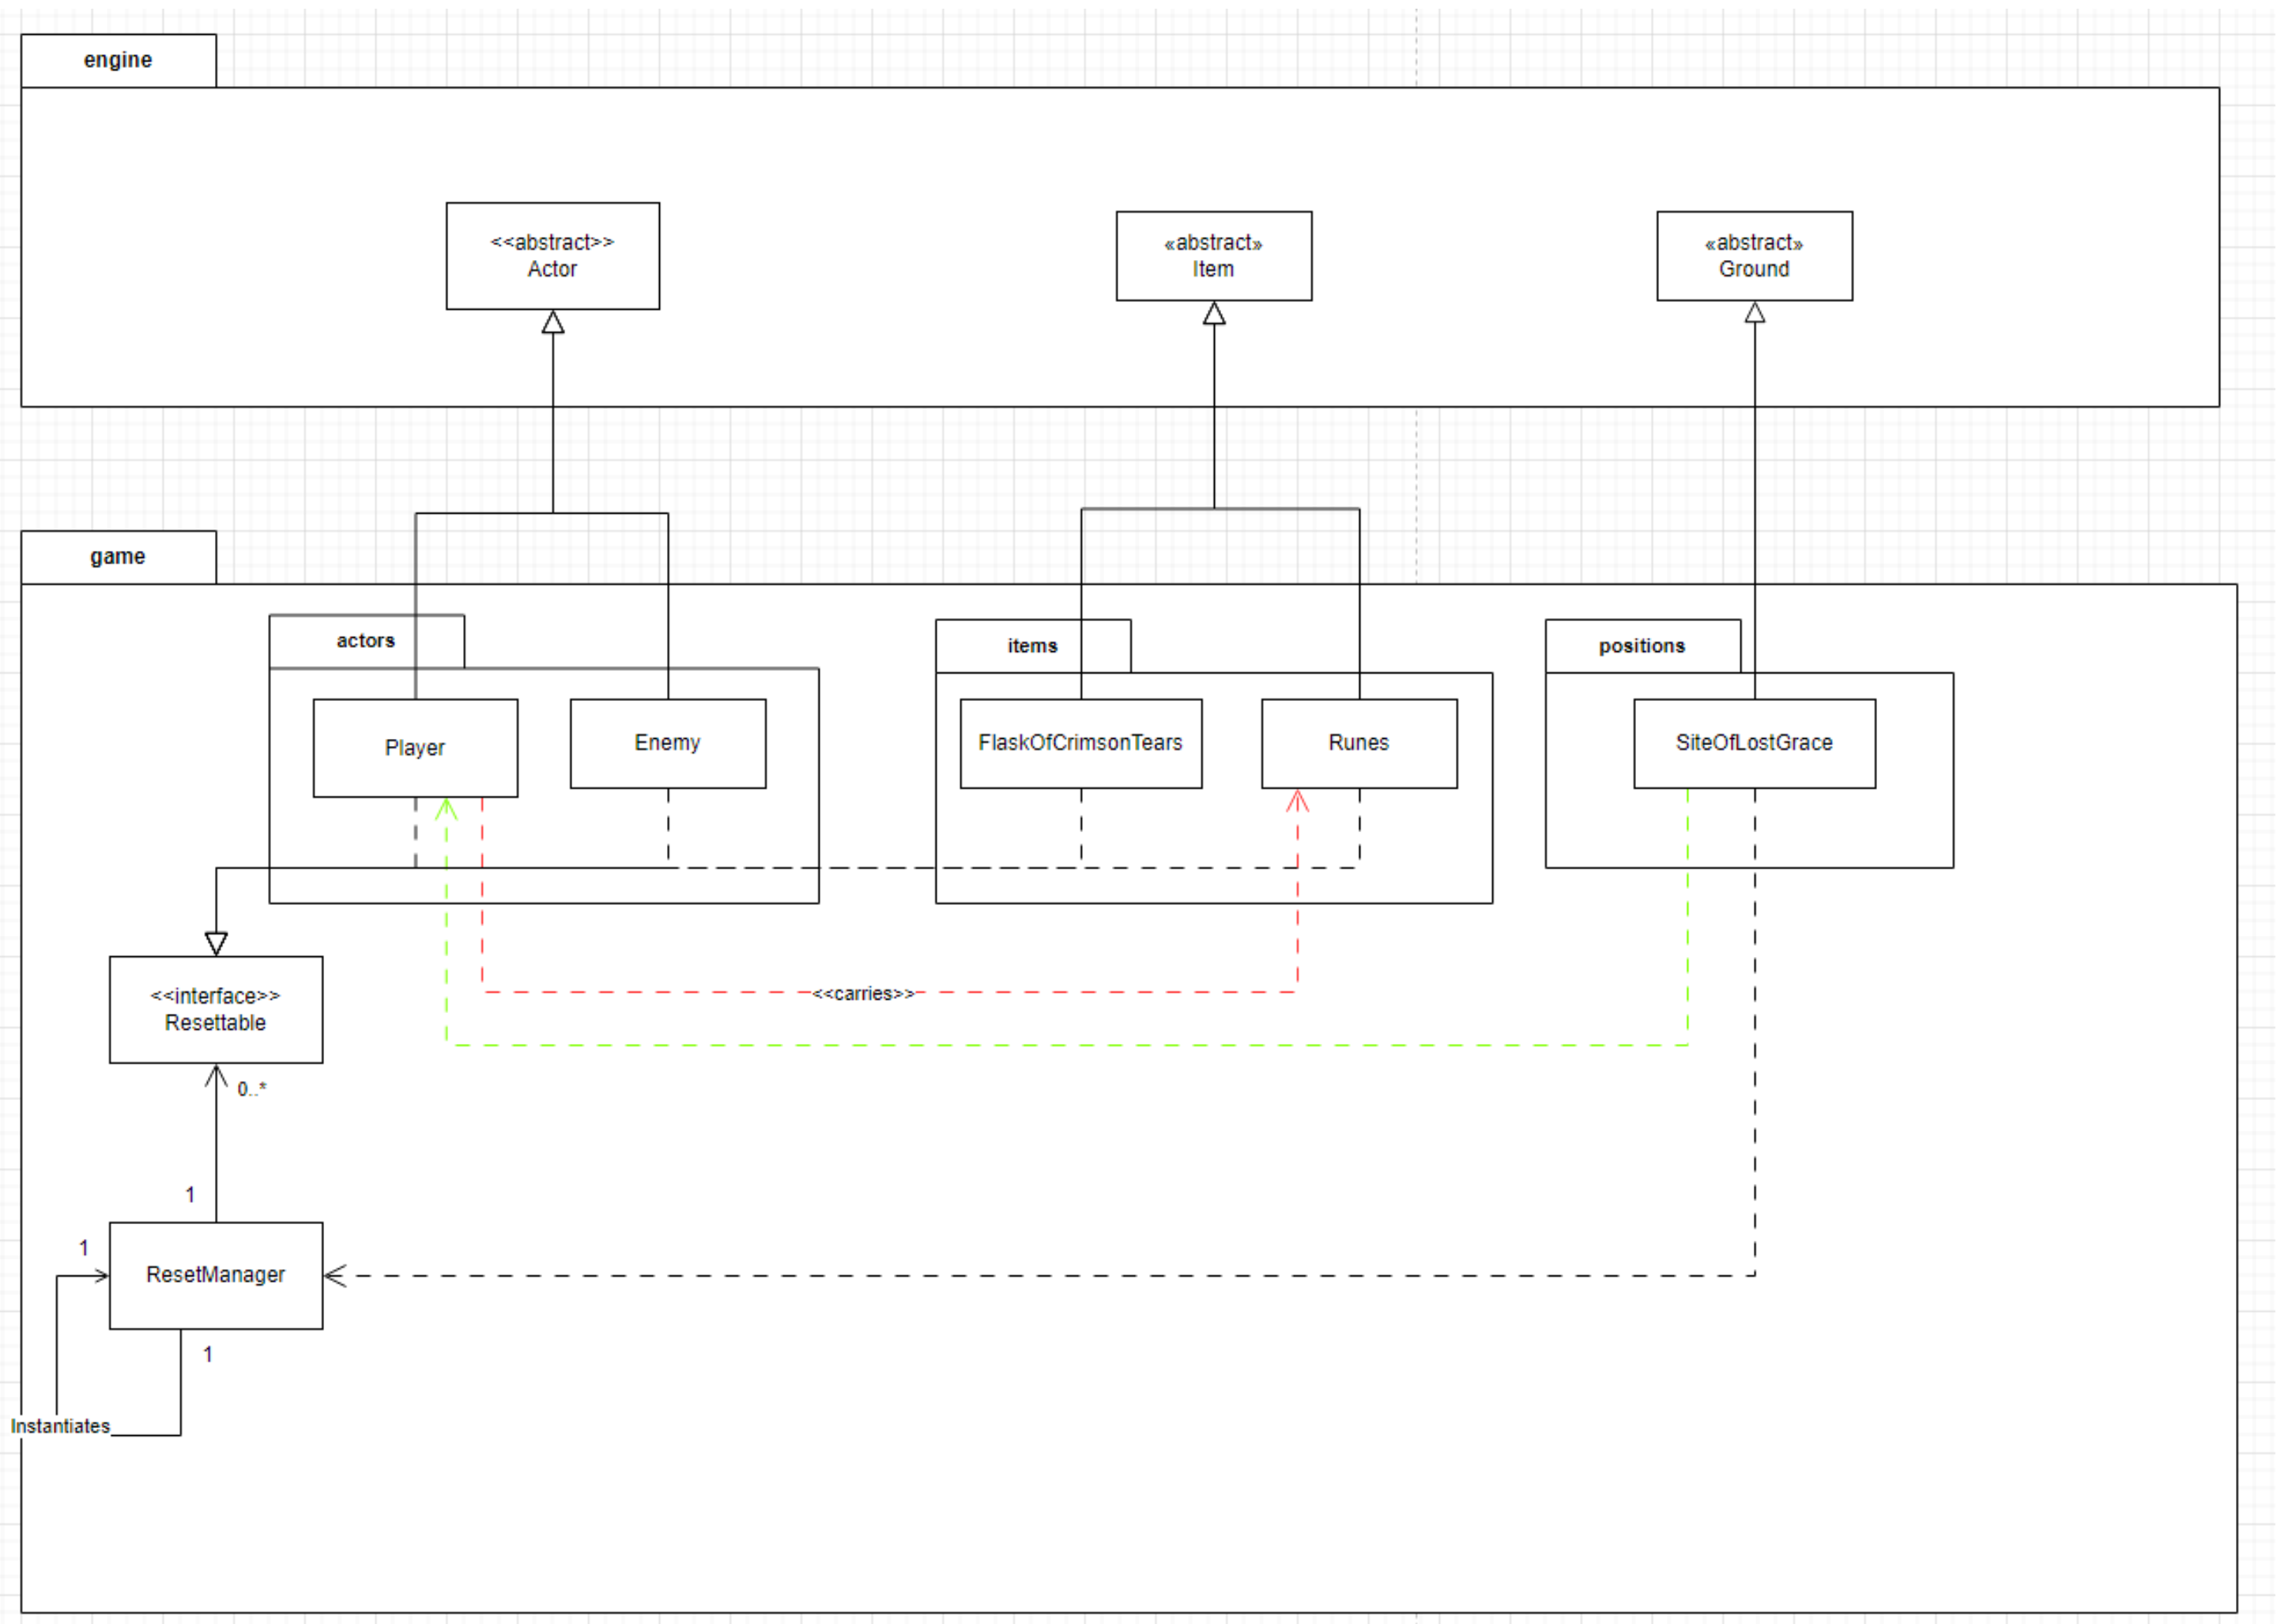 engine
<<abstract>>
Actor
«abstract»
Item
«abstract»
Ground
game
actors
items
positions
Player
Enemy
FlaskOfCrimsonTears
Runes
SiteOfLostGrace
<<interface>>
Resettable
<<carries>>
0..*
1
1
ResetManager
1
Instantiates